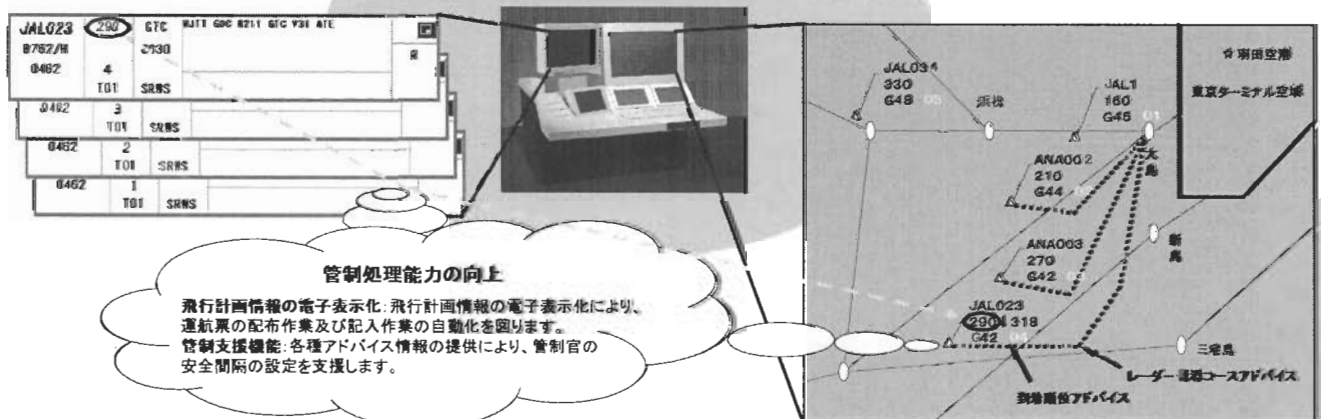 JAL023 290 GTC
B762/H 2930 R
0462 4
T01 SRWS
0462 3
T01 SRWS
0462 2
T01 SRWS
0462 1
T01 SRWS
管制処理能力の向上
飛行計画情報の電子表示化:飛行計画情報の電子表示化により、
運航票の配布作業及び記入作業の自動化を図ります。
管制支援機能:各種アドバイス情報の提供により、管制官の
安全間隔の設定を支援します。
JAL034
330
G48 05
浜松
JAL1
160
G45
01
大島
☆羽田空港
東京ターミナル空域
ANA002
210
G44
ANA003
270
G42
新島
JAL023
290 318
G42
三宅島
レーダー誘導コースアドバイス
到着順位アドバイス